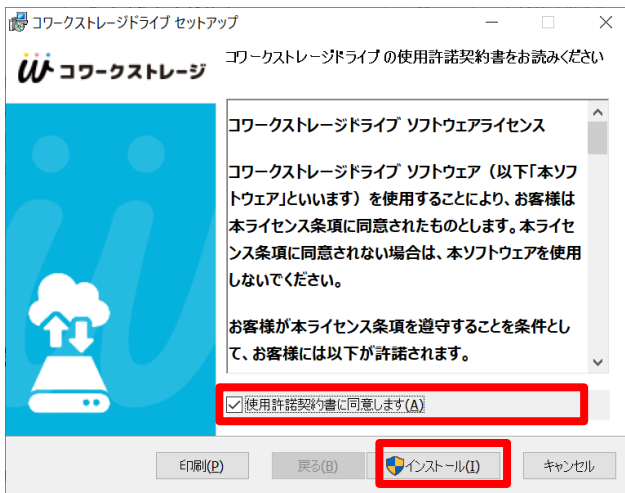 コワークストレージドライブ セットアップ
コワークストレージ
コワークストレージドライブの使用許諾契約書をお読みください
コワークストレージドライブ ソフトウェアライセンス
コワークストレージドライブ ソフトウェア（以下「本ソフ
トウェア」といいます）を使用することにより、お客様は
本ライセンス条項に同意されたものとします。本ライセ
ンス条項に同意されない場合は、本ソフトウェアを使用
しないでください。
お客様が本ライセンス条項を遵守することを条件とし
て、お客様には以下が許諾されます。
使用許諾契約書に同意します(A)
印刷(P)
戻る(B)
インストール(I)
キャンセル